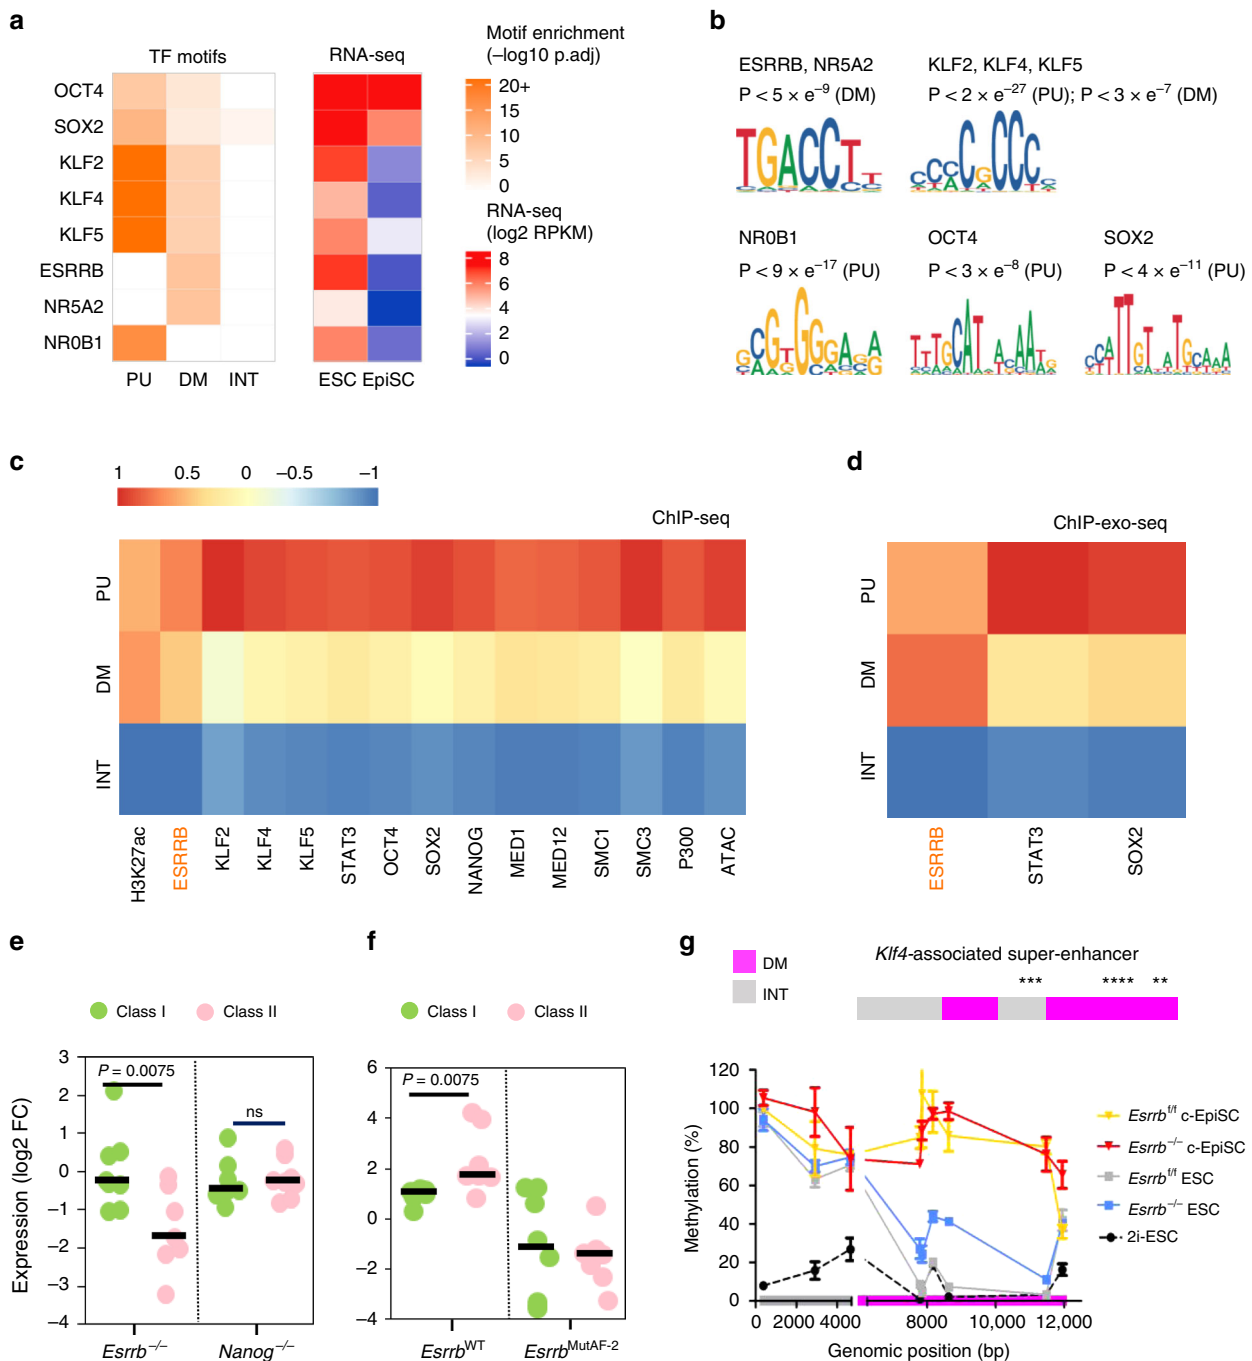 a
TF motifs
RNA-seq
Motif enrichment
(−log10 p.adj)
OCT4
SOX2
KLF2
KLF4
KLF5
ESRRB
NR5A2
NR0B1
PU DM INT
ESC EpiSC
20+
15
10
5
0
RNA-seq
(log2 RPKM)
8
6
4
2
0
b
ESRRB, NR5A2
P < 5 × e−9 (DM)
TGACCTT
KLF2, KLF4, KLF5
P < 2 × e−27 (PU); P < 3 × e−7 (DM)
NR0B1
P < 9 × e−17 (PU)
OCT4
P < 3 × e−8 (PU)
SOX2
P < 4 × e−11 (PU)
c
1 0.5 0 −0.5 −1
ChIP-seq
PU
DM
INT
H3K27ac
ESRRB
KLF2
KLF4
KLF5
STAT3
OCT4
SOX2
NANOG
MED1
MED12
SMC1
SMC3
P300
ATAC
d
ChIP-exo-seq
PU
DM
INT
ESRRB
STAT3
SOX2
e
Class I Class II
Expression (log2 FC)
3
2
1
0
−1
−2
−3
−4
P = 0.0075
ns
Esrrb−/− Nanog−/−
f
Class I Class II
6
4
2
0
−2
−4
P = 0.0075
EsrrbWT EsrrbMutAF-2
g
DM
INT
Klf4-associated super-enhancer
*** **** **
Methylation (%)
120
100
80
60
40
20
0
0 2000 4000 8000 10,000 12,000
Genomic position (bp)
Esrrbf/f c-EpiSC
Esrrb−/− c-EpiSC
Esrrbf/f ESC
Esrrb−/− ESC
2i-ESC